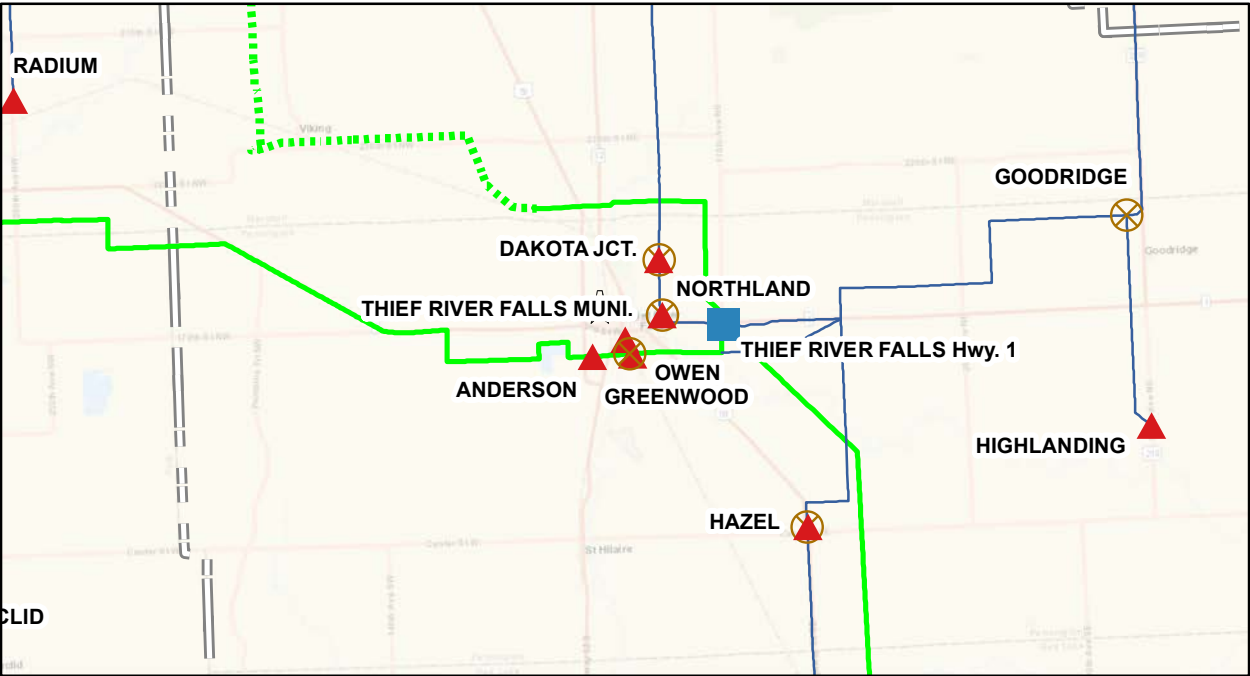 RADIUM
Viking
GOODRIDGE
Goodridge
DAKOTA JCT.
NORTHLAND
THIEF RIVER FALLS MUNI.
THIEF RIVER FALLS Hwy. 1
OWEN
ANDERSON
GREENWOOD
HIGHLANDING
HAZEL
St Hilaire
CLID